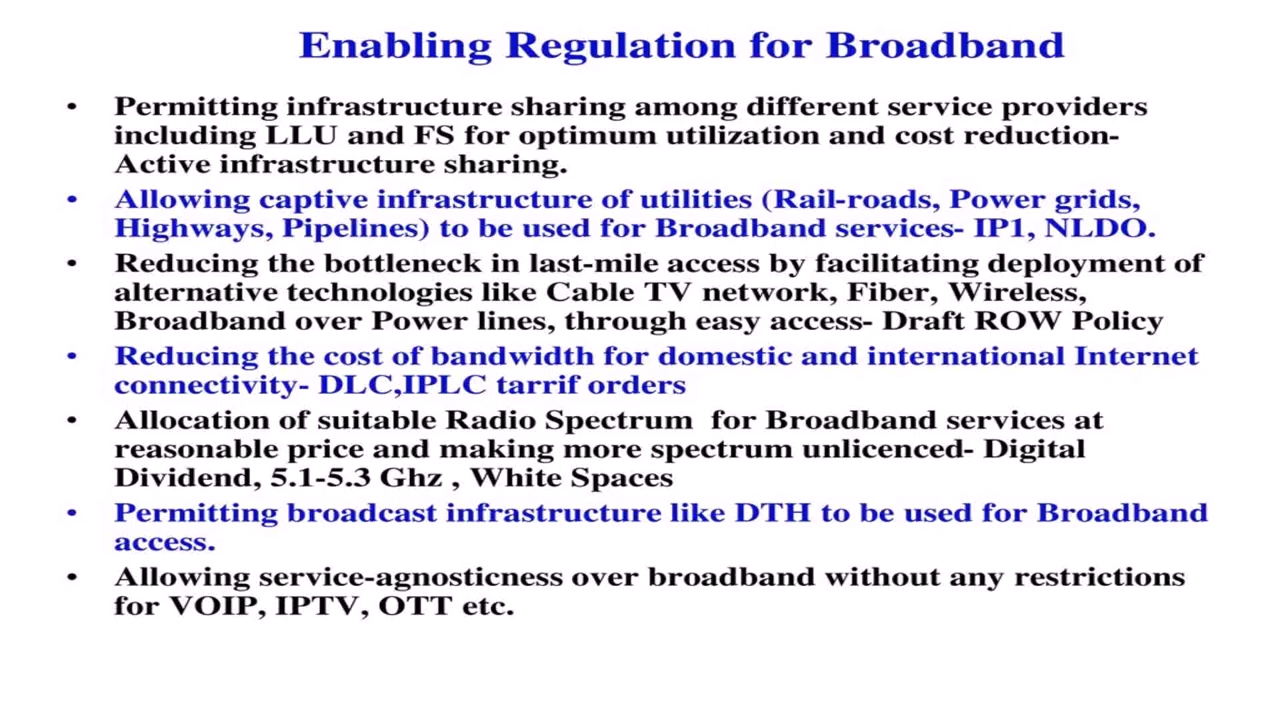 Enabling Regulation for Broadband
• Permitting infrastructure sharing among different service providers
including LLU and FS for optimum utilization and cost reduction-
Active infrastructure sharing.
• Allowing captive infrastructure of utilities (Rail-roads, Power grids,
Highways, Pipelines) to be used for Broadband services- IP1, NLDO.
• Reducing the bottleneck in last-mile access by facilitating deployment of
alternative technologies like Cable TV network, Fiber, Wireless,
Broadband over Power lines, through easy access- Draft ROW Policy
• Reducing the cost of bandwidth for domestic and international Internet
connectivity- DLC,IPLC tarrif orders
• Allocation of suitable Radio Spectrum  for Broadband services at
reasonable price and making more spectrum unlicenced- Digital
Dividend, 5.1-5.3 Ghz , White Spaces
• Permitting broadcast infrastructure like DTH to be used for Broadband
access.
• Allowing service-agnosticness over broadband without any restrictions
for VOIP, IPTV, OTT etc.